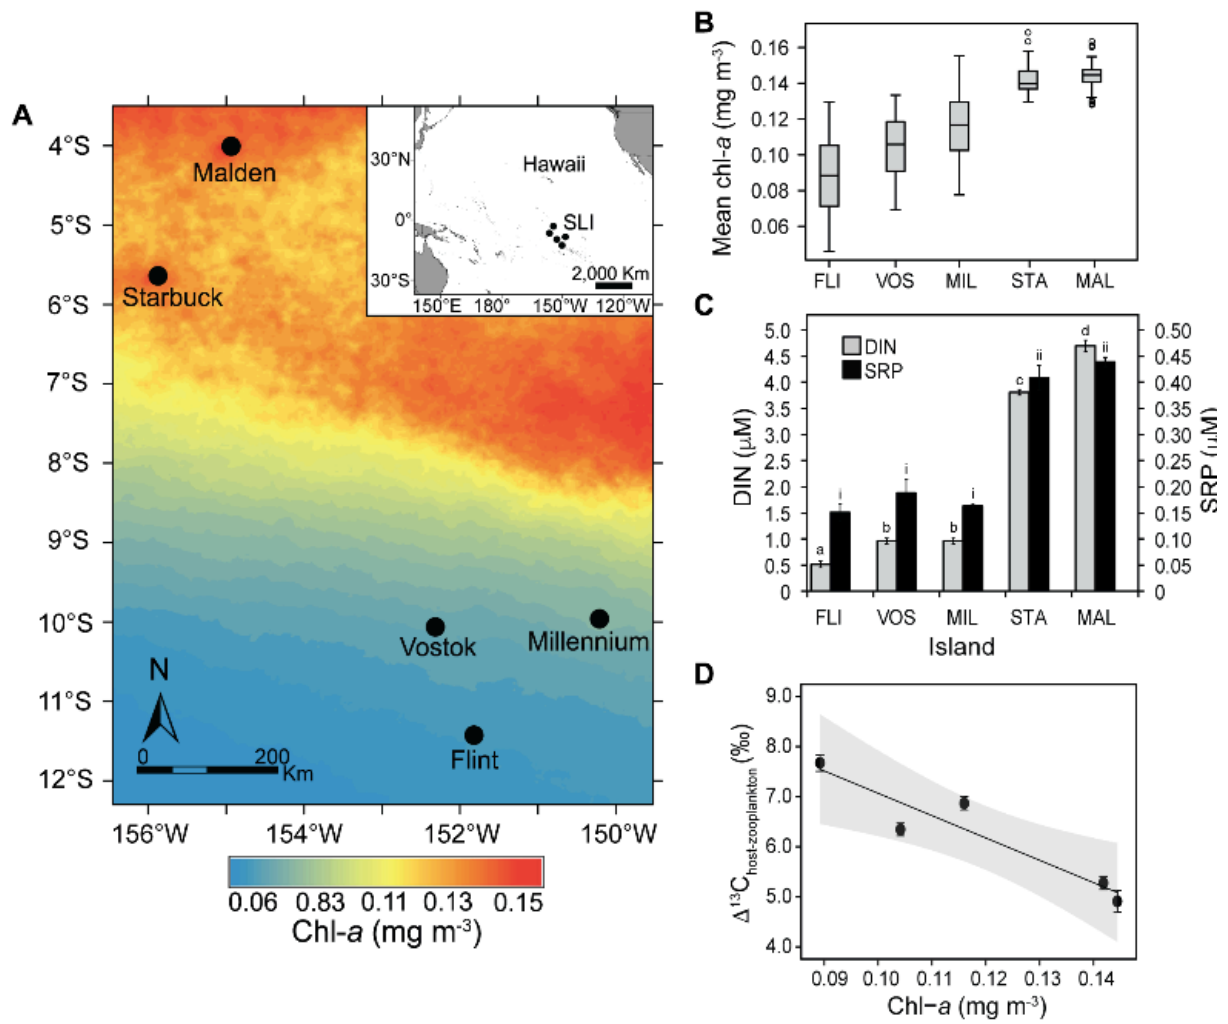 A
4°S
5°S
6°S
7°S
8°S
9°S
10°S
11°S
12°S
Malden
Starbuck
Vostok
Millennium
Flint
N
0 200
Km
156°W 154°W 152°W 150°W
30°N
0°
30°S
Hawaii
SLI
2,000 Km
150°E 180° 150°W 120°W
0.06 0.83 0.11 0.13 0.15
Chl-a (mg m-3)
B
Mean chl-a (mg m-3)
0.16
0.14
0.12
0.10
0.08
0.06
FLI VOS MIL STA MAL
C
DIN (μM)
5.0
4.5
4.0
3.5
3.0
2.5
2.0
1.5
1.0
0.5
0
DIN
SRP
a i b i b i c ii d ii
0.50
0.45
0.40
0.35
0.30
0.25
0.20
0.15
0.10
0.05
0
SRP (μM)
FLI VOS MIL STA MAL
Island
D
Δ13Chost-zooplankton (‰)
9.0
8.0
7.0
6.0
5.0
4.0
0.09 0.10 0.11 0.12 0.13 0.14
Chl−a (mg m-3)